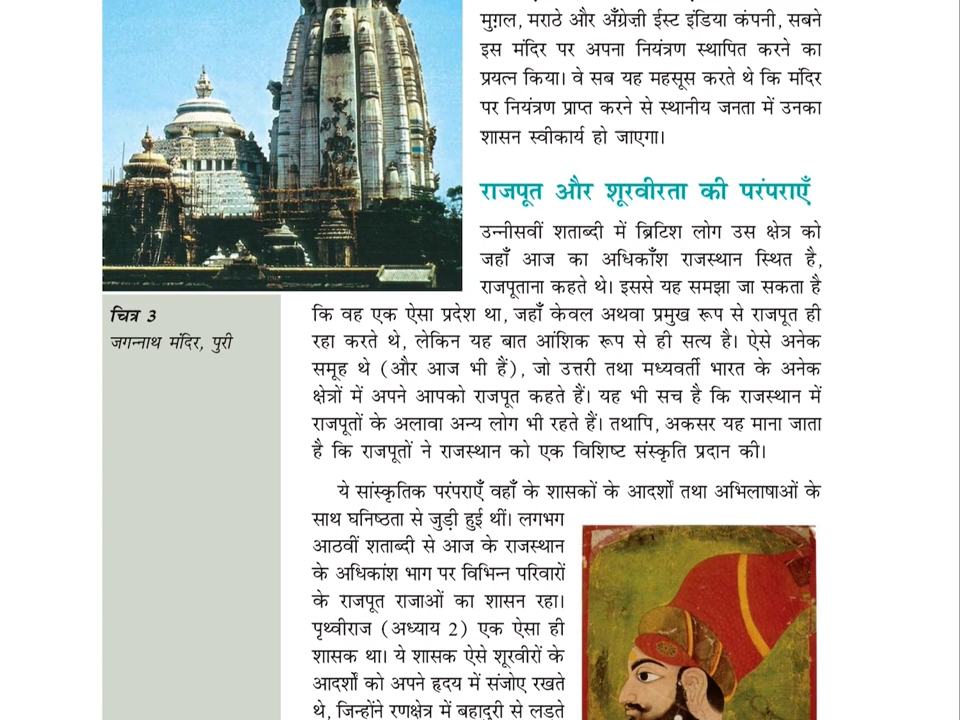 मुग़ल, मराठे और अँग्रेज़ी ईस्ट इंडिया कंपनी, सबने
इस मंदिर पर अपना नियंत्रण स्थापित करने का
प्रयत्न किया। वे सब यह महसूस करते थे कि मंदिर
पर नियंत्रण प्राप्त करने से स्थानीय जनता में उनका
शासन स्वीकार्य हो जाएगा।
राजपूत और शूरवीरता की परंपराएँ
उन्नीसवीं शताब्दी में ब्रिटिश लोग उस क्षेत्र को
जहाँ आज का अधिकाँश राजस्थान स्थित है,
राजपूताना कहते थे। इससे यह समझा जा सकता है
कि वह एक ऐसा प्रदेश था, जहाँ केवल अथवा प्रमुख रूप से राजपूत ही
रहा करते थे, लेकिन यह बात आंशिक रूप से ही सत्य है। ऐसे अनेक
समूह थे (और आज भी हैं), जो उत्तरी तथा मध्यवर्ती भारत के अनेक
क्षेत्रों में अपने आपको राजपूत कहते हैं। यह भी सच है कि राजस्थान में
राजपूतों के अलावा अन्य लोग भी रहते हैं। तथापि, अकसर यह माना जाता
है कि राजपूतों ने राजस्थान को एक विशिष्ट संस्कृति प्रदान की।
चित्र 3
जगन्नाथ मंदिर, पुरी
ये सांस्कृतिक परंपराएँ वहाँ के शासकों के आदर्शों तथा अभिलाषाओं के
साथ घनिष्ठता से जुड़ी हुई थीं। लगभग
आठवीं शताब्दी से आज के राजस्थान
के अधिकांश भाग पर विभिन्न परिवारों
के राजपूत राजाओं का शासन रहा।
पृथ्वीराज (अध्याय 2) एक ऐसा ही
शासक था। ये शासक ऐसे शूरवीरों के
आदर्शों को अपने हृदय में संजोए रखते
थे, जिन्होंने रणक्षेत्र में बहादुरी से लड़ते